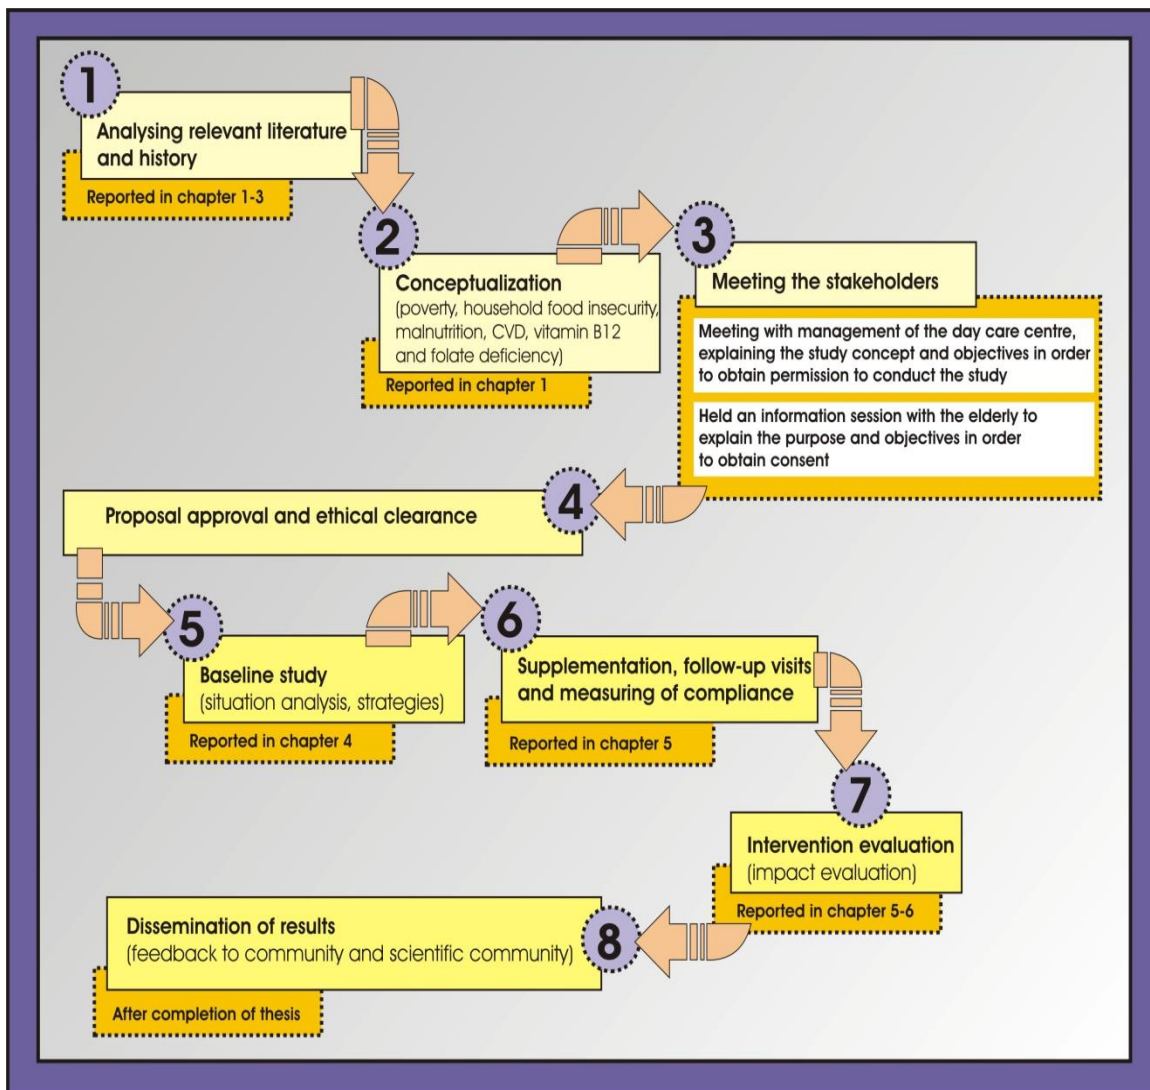 1
Analysing relevant literature
and history
Reported in chapter 1-3
2
Conceptualization
(poverty, household food insecurity,
malnutrition, CVD, vitamin B12
and folate deficiency)
Reported in chapter 1
3
Meeting the stakeholders
Meeting with management of the day care centre,
explaining the study concept and objectives in order
to obtain permission to conduct the study
Held an information session with the elderly to
explain the purpose and objectives in order
to obtain consent
4
Proposal approval and ethical clearance
5
Baseline study
(situation analysis, strategies)
Reported in chapter 4
6
Supplementation, follow-up visits
and measuring of compliance
Reported in chapter 5
7
Intervention evaluation
(impact evaluation)
Reported in chapter 5-6
8
Dissemination of results
(feedback to community and scientific community)
After completion of thesis